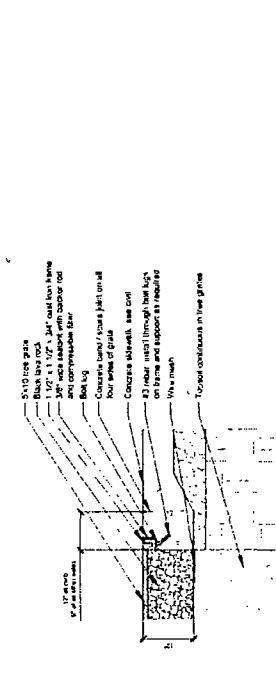 5'x10' tree grate
Black lava rock
1 1/2" x 1 1/2" x 3/4" cast iron frame
3/8" wide sealant with backer rod
and compressible filler
Bolt lug
Concrete band / score joint on all
four sides of grate
Concrete sidewalk see civil
#3 rebar install through bolt lugs
on frame and support as required
Wire mesh
Topsoil continuous in tree grates
12" at curb